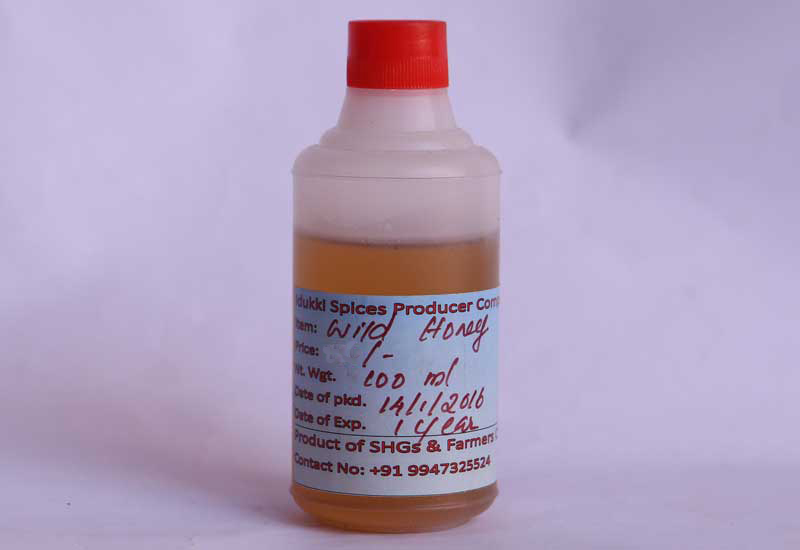 Idukki Spices Producer Comp
Item: Wild Honey
Price: /-
Nt. Wgt. 100 ml
Date of pkd. 14/1/2016
Date of Exp. 1 year
Product of SHGs & Farmers
Contact No: +91 9947325524